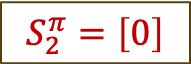 S₂^π = [0]